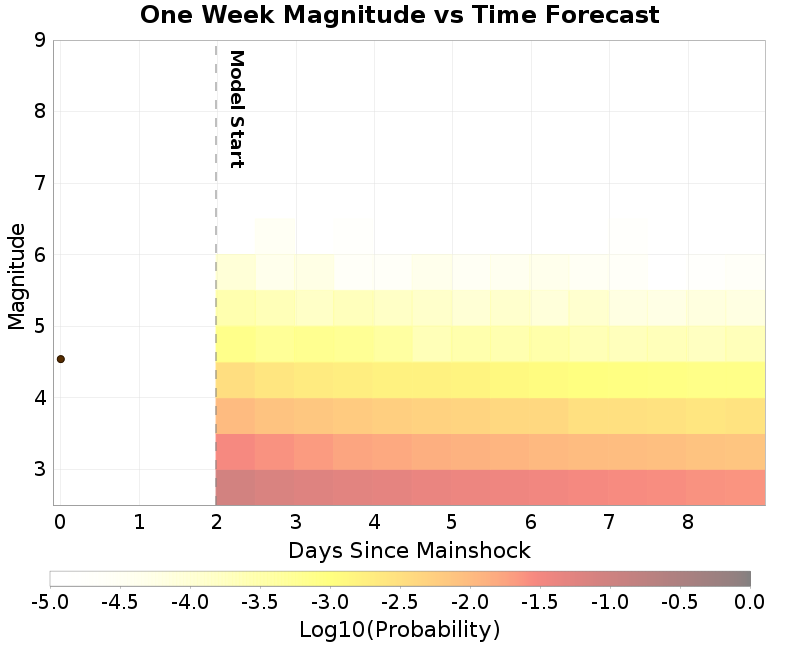 One Week Magnitude vs Time Forecast
9
8
7
6
5
4
3
Magnitude
Model Start
0 1 2 3 4 5 6 7 8
Days Since Mainshock
-5.0 -4.5 -4.0 -3.5 -3.0 -2.5 -2.0 -1.5 -1.0 -0.5 0.0
Log10(Probability)